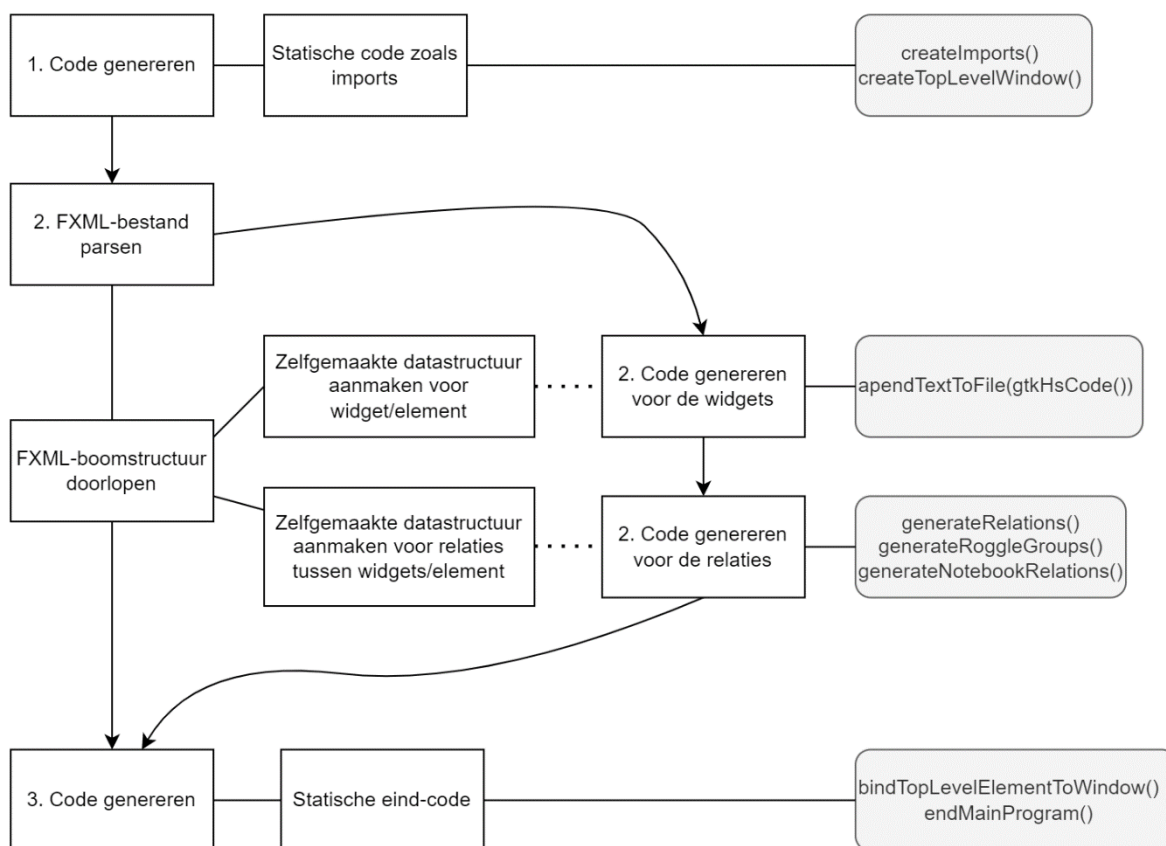 1. Code genereren
Statische code zoals
imports
createImports()
createTopLevelWindow()
2. FXML-bestand
parsen
Zelfgemaakte datastructuur
aanmaken voor
widget/element
2. Code genereren
voor de widgets
apendTextToFile(gtkHsCode())
FXML-boomstructuur
doorlopen
Zelfgemaakte datastructuur
aanmaken voor relaties
tussen widgets/element
2. Code genereren
voor de relaties
generateRelations()
generateRoggleGroups()
generateNotebookRelations()
3. Code genereren
Statische eind-code
bindTopLevelElementToWindow()
endMainProgram()